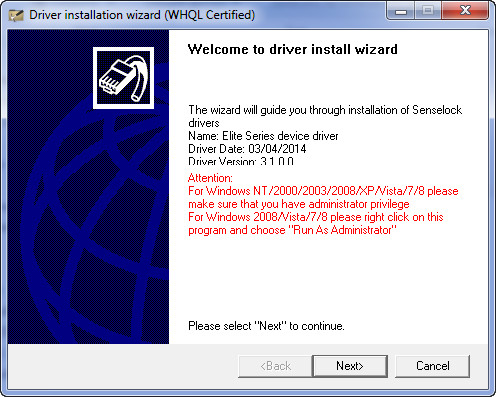 Driver installation wizard (WHQL Certified)
Welcome to driver install wizard
The wizard will guide you through installation of Senselock
drivers
Name: Elite Series device driver
Driver Date: 03/04/2014
Driver Version: 3.1.0.0
Attention:
For Windows NT/2000/2003/2008/XP/Vista/7/8 please
make sure that you have administrator privilege
For Windows 2008/Vista/7/8 please right click on this
program and choose "Run As Administrator"
Please select "Next" to continue.
<Back
Next>
Cancel